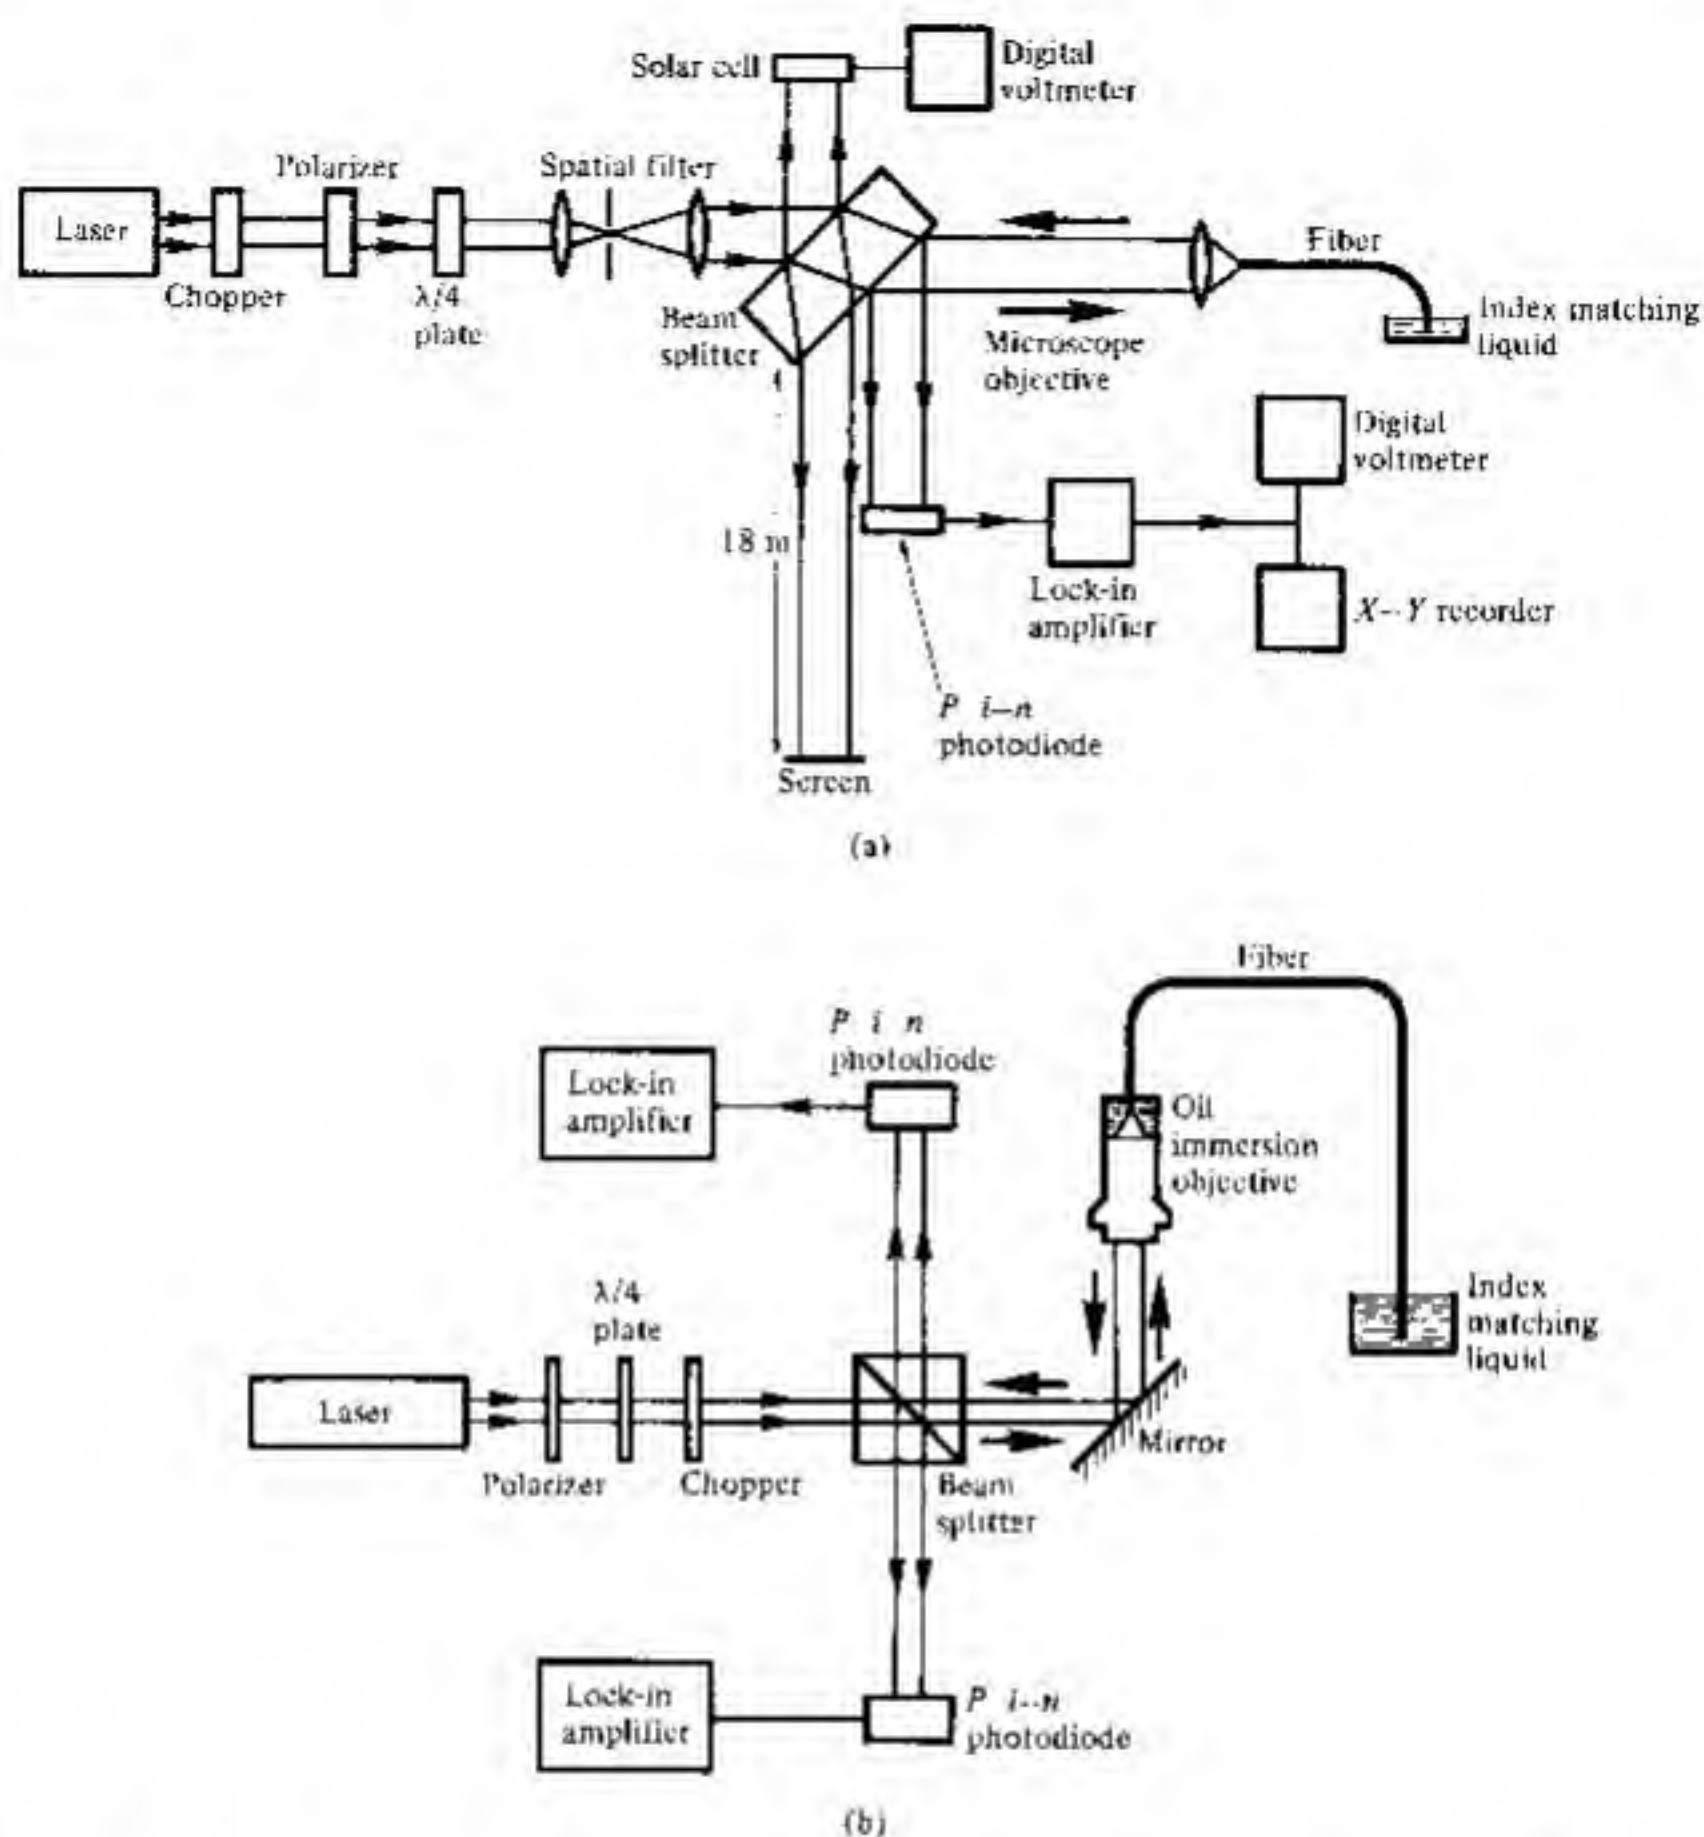 Solar cell
Digital
voltmeter
Polarizer
Spatial filter
Laser
Chopper
λ/4
plate
Beam
splitter
Fiber
Index matching
liquid
Microscope
objective
Digital
voltmeter
18 m
Lock-in
amplifier
X--Y recorder
P i–n
photodiode
Screen
(a)
Fiber
P i n
photodiode
Lock-in
amplifier
Oil
immersion
objective
λ/4
plate
Index
matching
liquid
Laser
Mirror
Polarizer
Chopper
Beam
splitter
Lock-in
amplifier
P i--n
photodiode
(b)